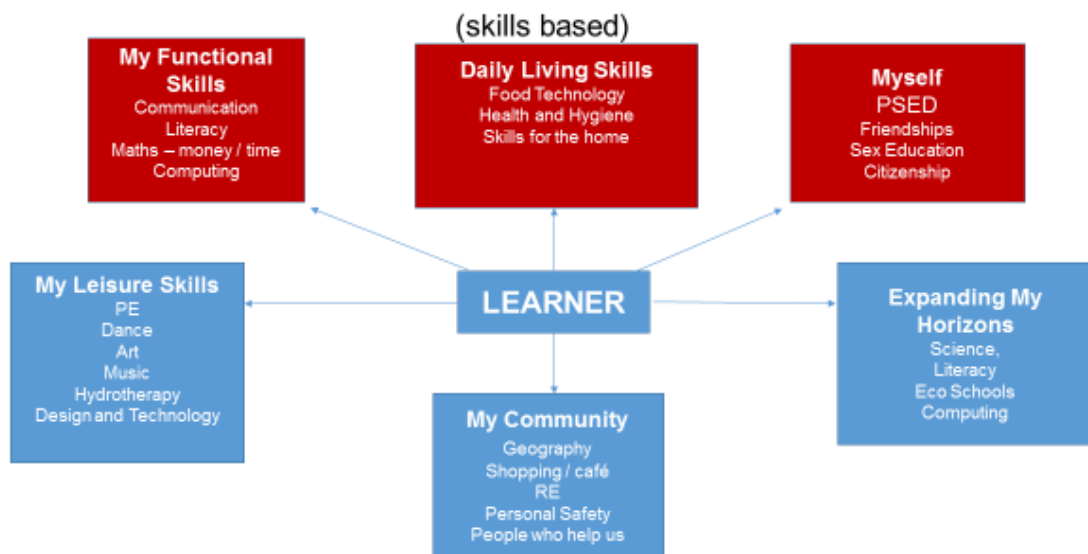 (skills based)
My Functional
Skills
Communication
Literacy
Maths – money / time
Computing
Daily Living Skills
Food Technology
Health and Hygiene
Skills for the home
Myself
PSED
Friendships
Sex Education
Citizenship
My Leisure Skills
PE
Dance
Art
Music
Hydrotherapy
Design and Technology
LEARNER
Expanding My
Horizons
Science,
Literacy
Eco Schools
Computing
My Community
Geography
Shopping / café
RE
Personal Safety
People who help us